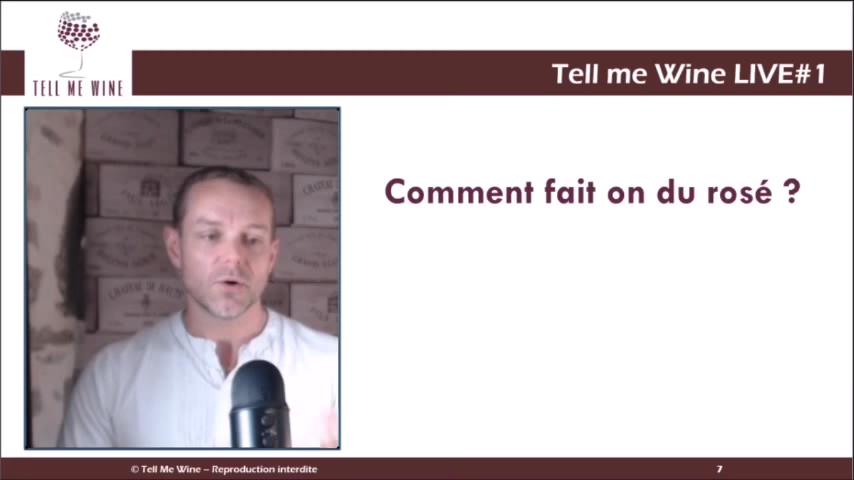 TELL ME WINE
Tell me Wine LIVE#1
Comment fait on du rosé ?
© Tell Me Wine – Reproduction interdite
7